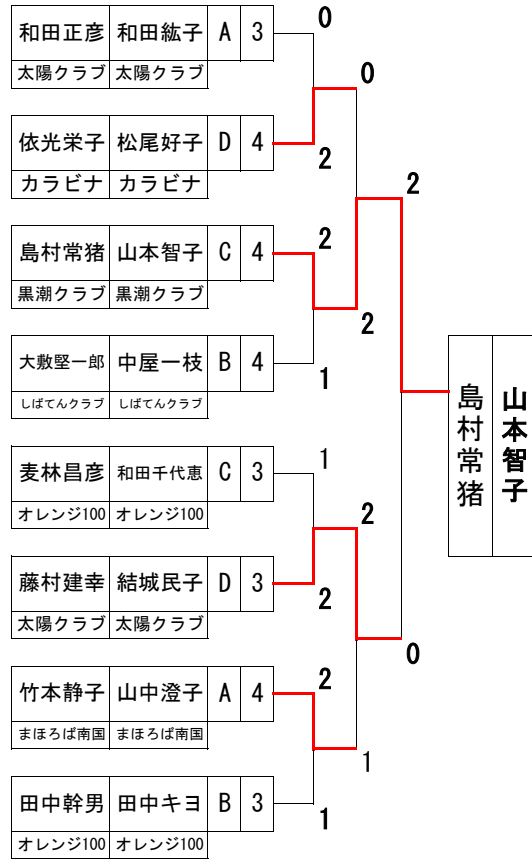 和田正彦 和田紘子 A 3
太陽クラブ 太陽クラブ
0
0
依光栄子 松尾好子 D 4
カラビナ カラビナ
2
2
島村常猪 山本智子 C 4
黒潮クラブ 黒潮クラブ
2
2
大敷堅一郎 中屋一枝 B 4
しばてんクラブ しばてんクラブ
1
島村常猪
山本智子
麦林昌彦 和田千代恵 C 3
オレンジ100 オレンジ100
1
2
藤村建幸 結城民子 D 3
太陽クラブ 太陽クラブ
2
0
竹本静子 山中澄子 A 4
まほろば南国 まほろば南国
2
1
田中幹男 田中キヨ B 3
オレンジ100 オレンジ100
1